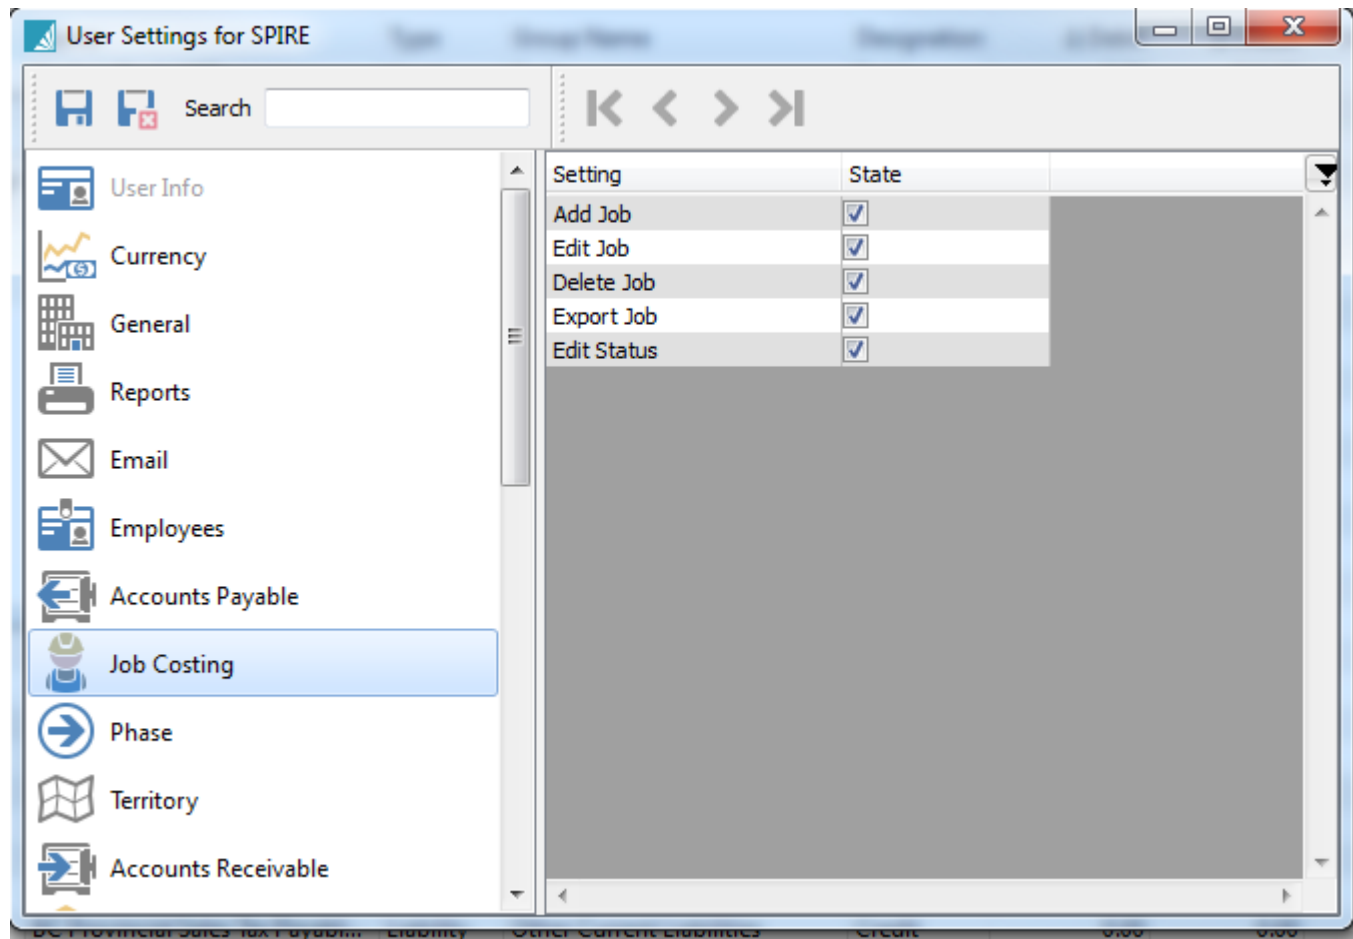 User Settings for SPIRE
Search
User Info
Currency
General
Reports
Email
Employees
Accounts Payable
Job Costing
Phase
Territory
Accounts Receivable
Setting State
Add Job
Edit Job
Delete Job
Export Job
Edit Status